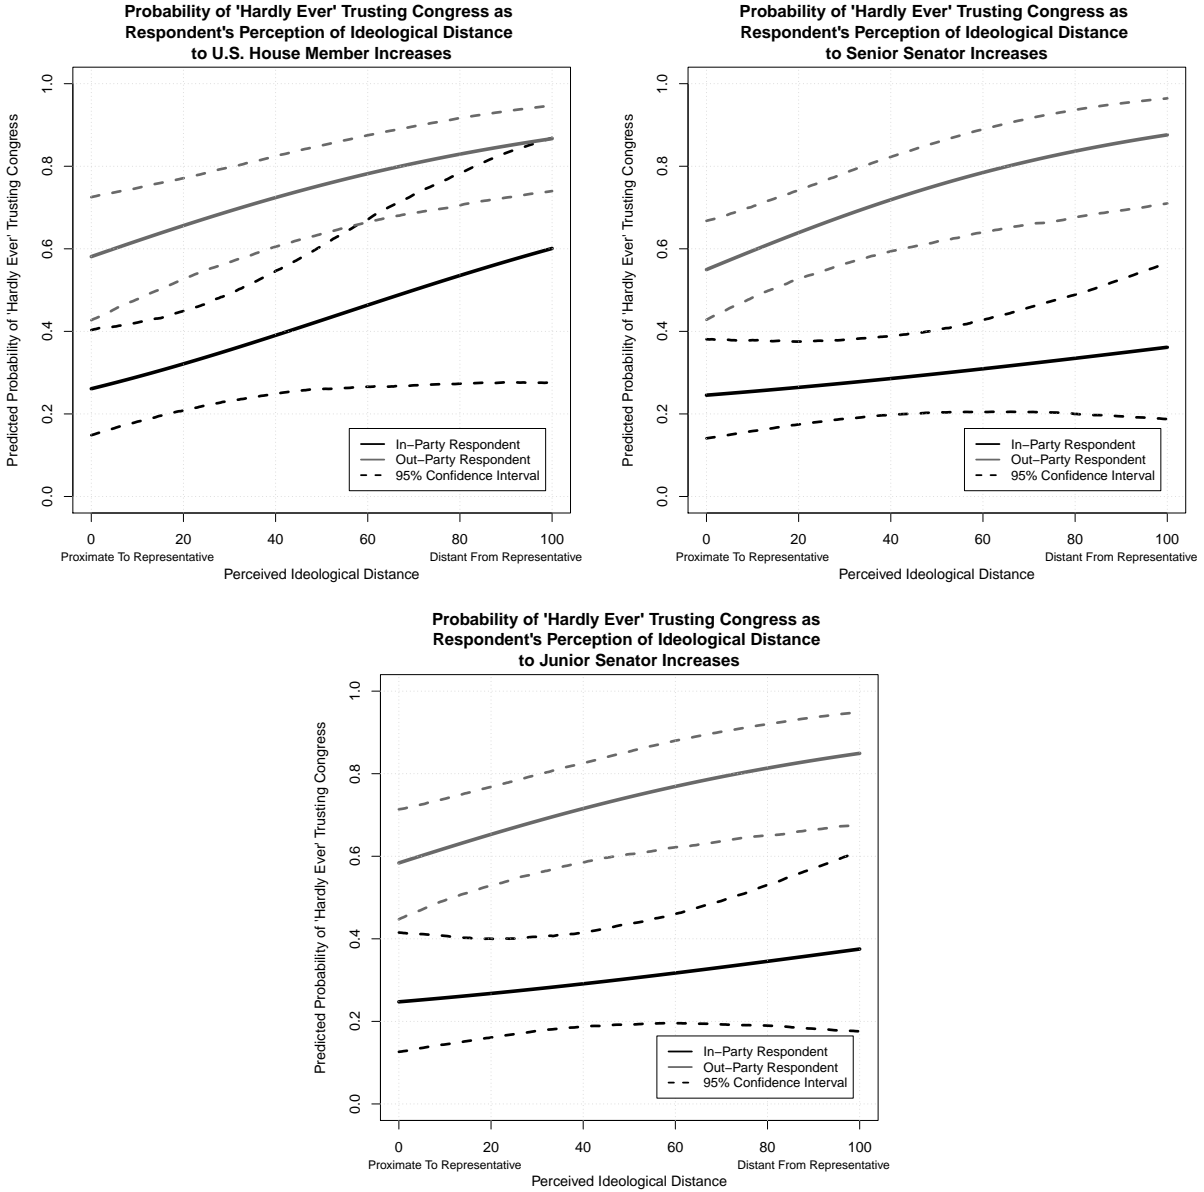 Probability of 'Hardly Ever' Trusting Congress as
Respondent's Perception of Ideological Distance
to U.S. House Member Increases
Predicted Probability of 'Hardly Ever' Trusting Congress
1.0
0.8
0.6
0.4
0.2
0.0
In−Party Respondent
Out−Party Respondent
95% Confidence Interval
0 20 40 60 80 100
Proximate To Representative Distant From Representative
Perceived Ideological Distance
Probability of 'Hardly Ever' Trusting Congress as
Respondent's Perception of Ideological Distance
to Senior Senator Increases
Predicted Probability of 'Hardly Ever' Trusting Congress
1.0
0.8
0.6
0.4
0.2
0.0
In−Party Respondent
Out−Party Respondent
95% Confidence Interval
0 20 40 60 80 100
Proximate To Representative Distant From Representative
Perceived Ideological Distance
Probability of 'Hardly Ever' Trusting Congress as
Respondent's Perception of Ideological Distance
to Junior Senator Increases
Predicted Probability of 'Hardly Ever' Trusting Congress
1.0
0.8
0.6
0.4
0.2
0.0
In−Party Respondent
Out−Party Respondent
95% Confidence Interval
0 20 40 60 80 100
Proximate To Representative Distant From Representative
Perceived Ideological Distance